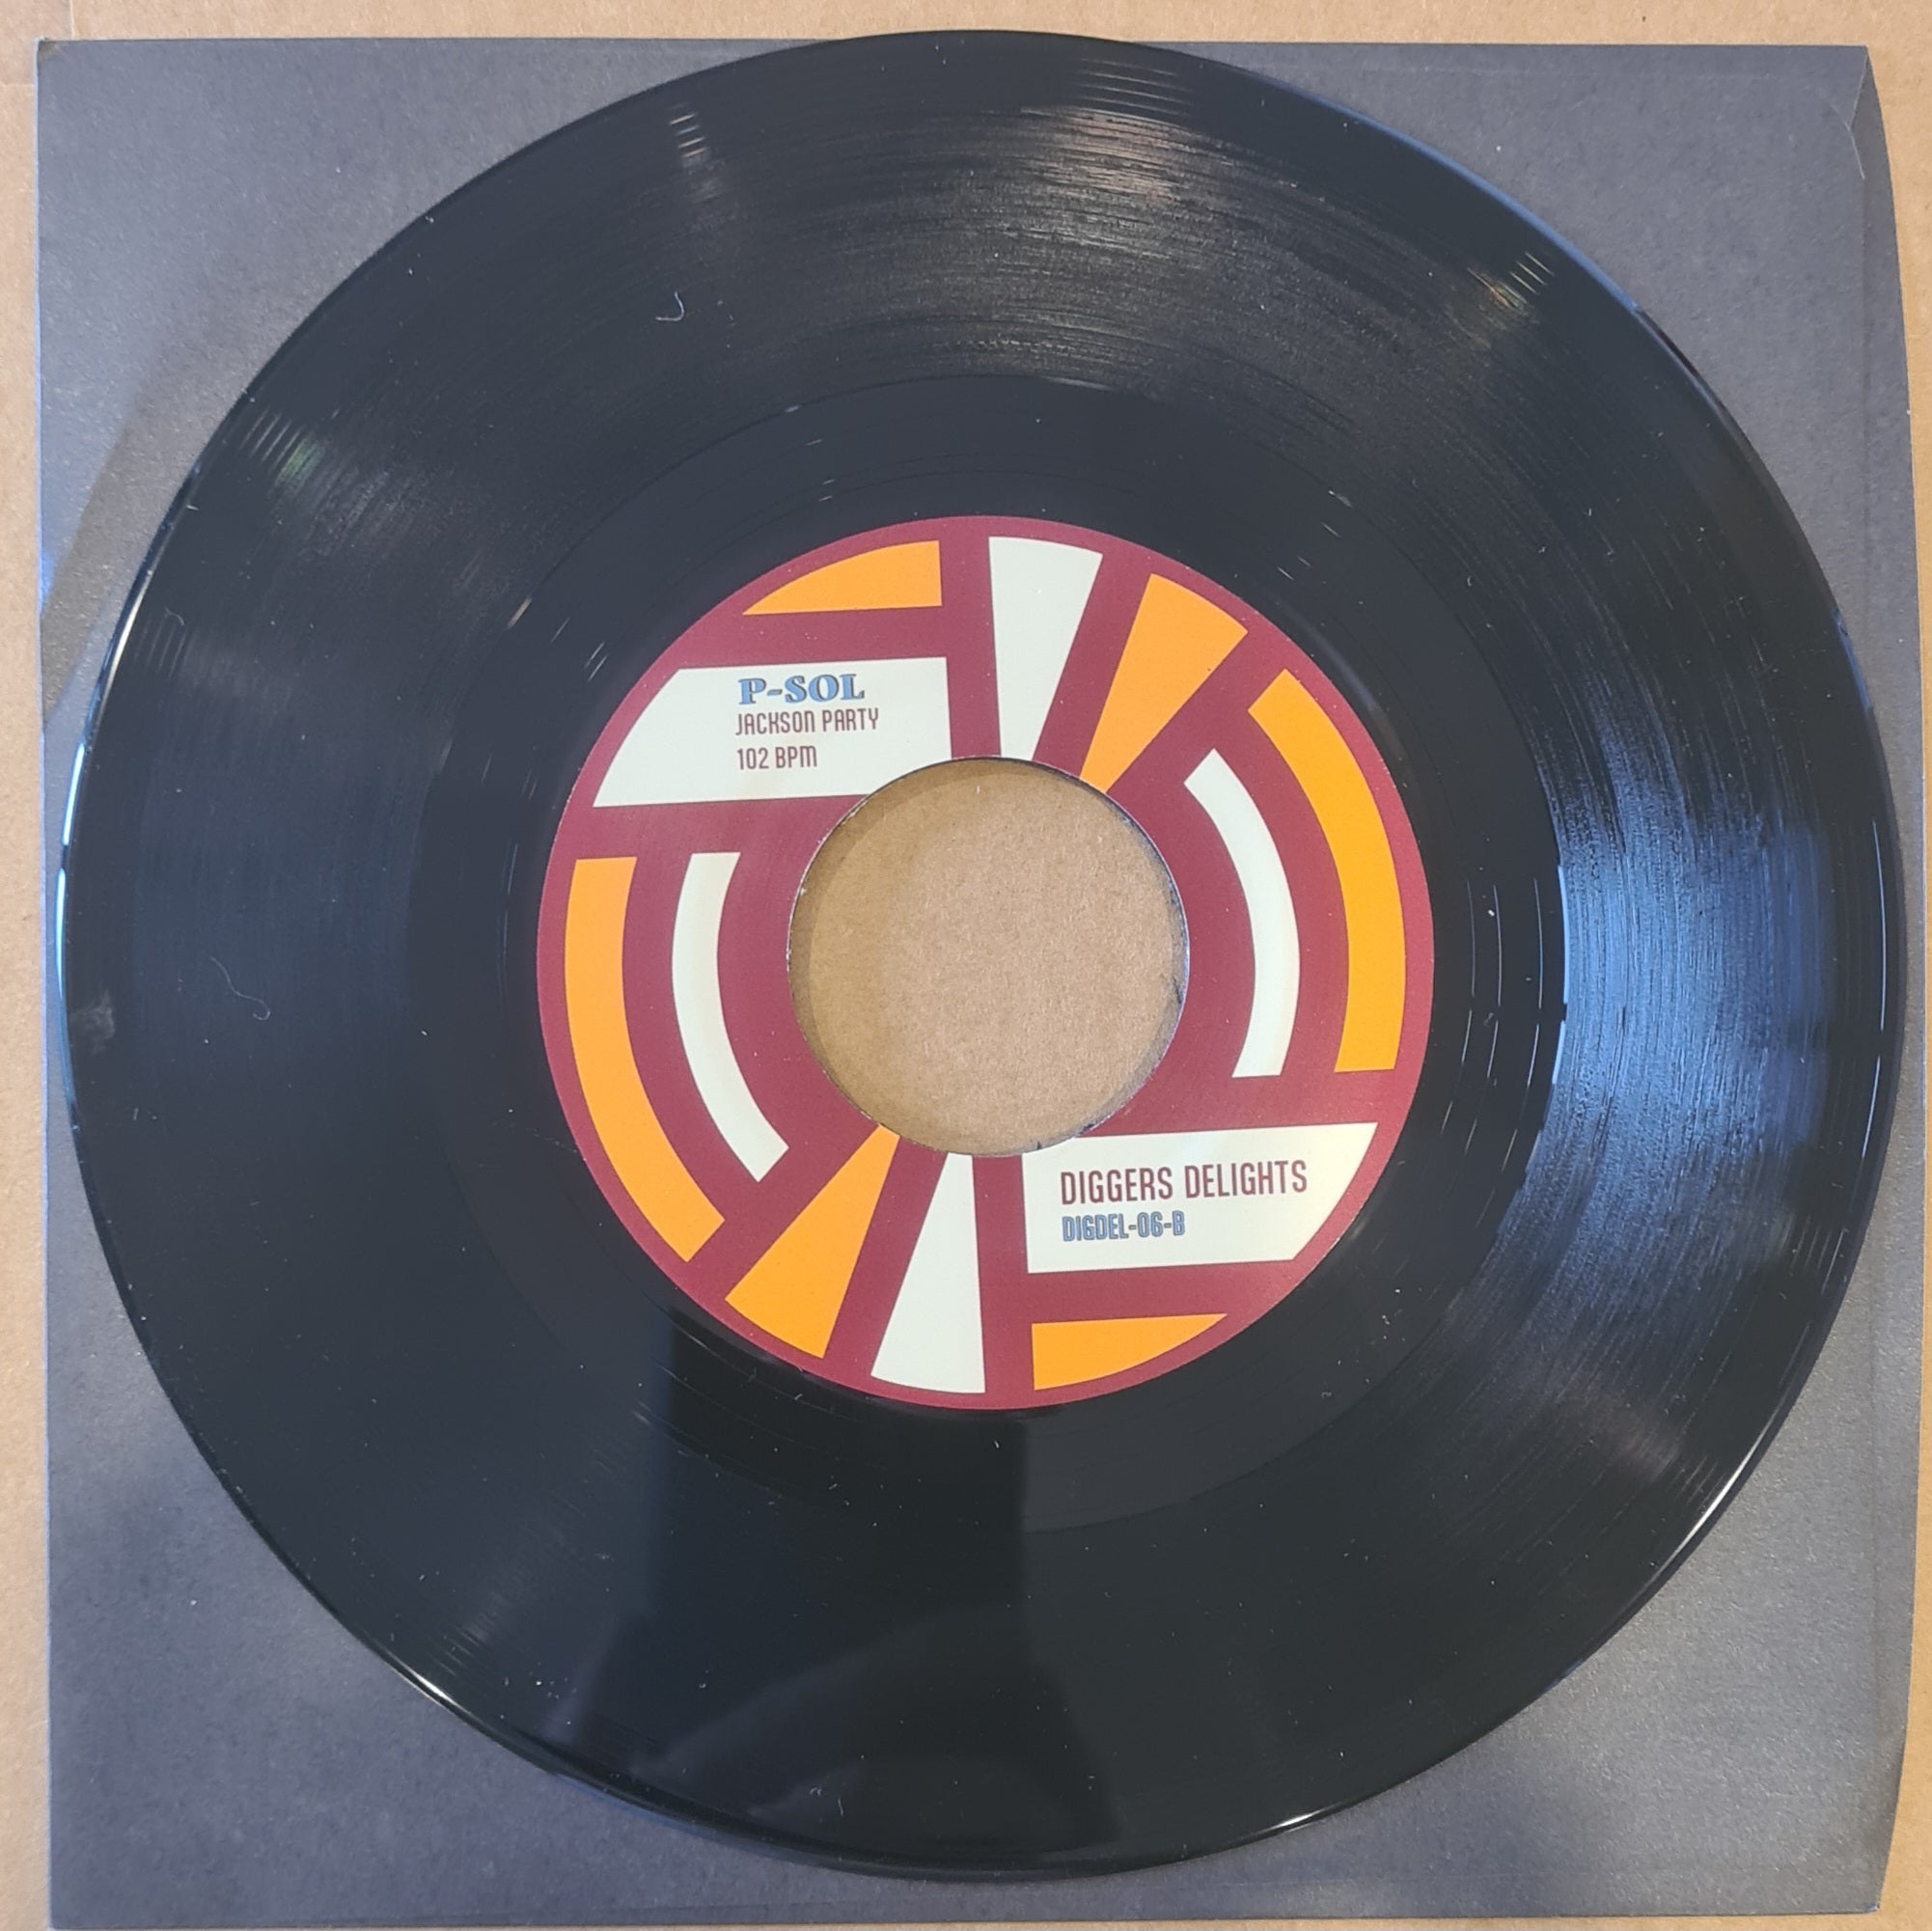 P-SOL
JACKSON PARTY
102 BPM
DIGGERS DELIGHTS
DIGDEL-06-B